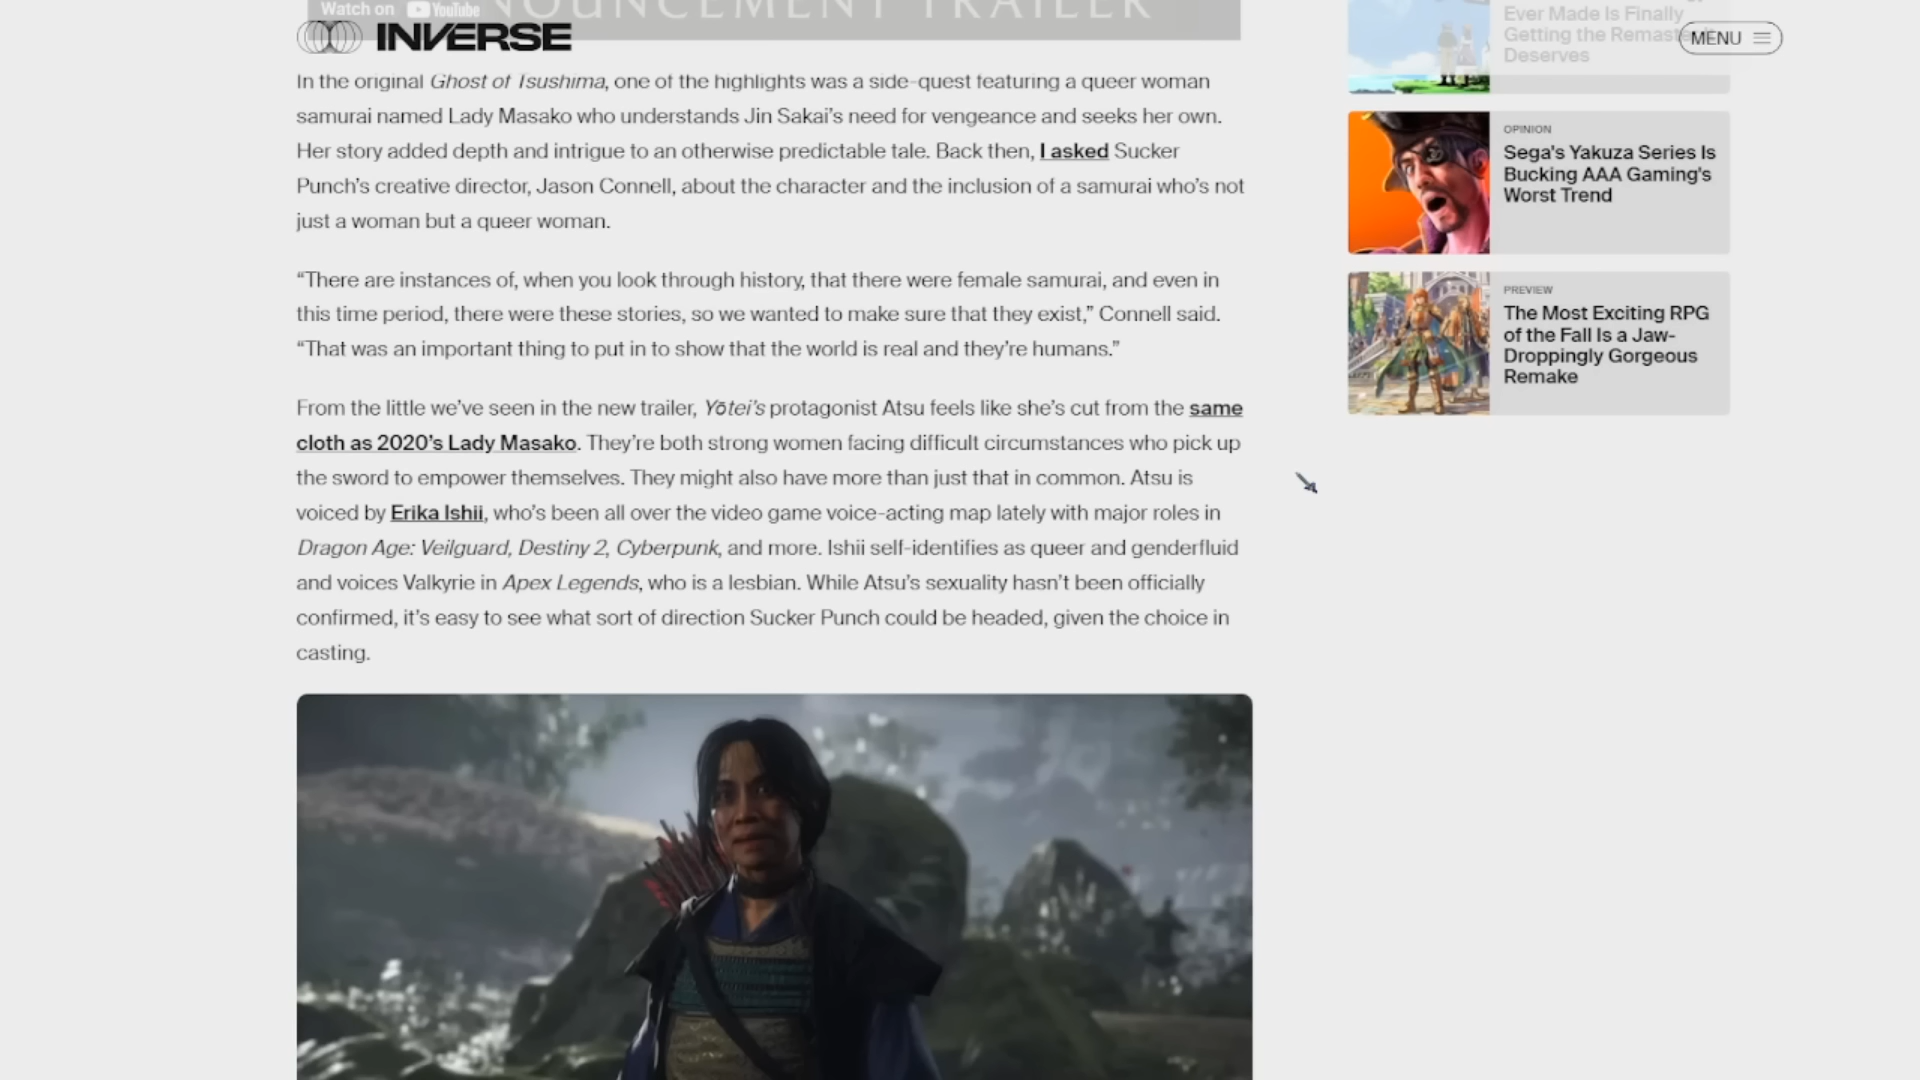 Watch on YouTube
NOUNCEMENT TRAILER
INVERSE
MENU
In the original Ghost of Tsushima, one of the highlights was a side-quest featuring a queer woman
samurai named Lady Masako who understands Jin Sakai’s need for vengeance and seeks her own.
Her story added depth and intrigue to an otherwise predictable tale. Back then, I asked Sucker
Punch’s creative director, Jason Connell, about the character and the inclusion of a samurai who’s not
just a woman but a queer woman.
“There are instances of, when you look through history, that there were female samurai, and even in
this time period, there were these stories, so we wanted to make sure that they exist,” Connell said.
“That was an important thing to put in to show that the world is real and they’re humans.”
From the little we’ve seen in the new trailer, Yōtei’s protagonist Atsu feels like she’s cut from the same
cloth as 2020’s Lady Masako. They’re both strong women facing difficult circumstances who pick up
the sword to empower themselves. They might also have more than just that in common. Atsu is
voiced by Erika Ishii, who’s been all over the video game voice-acting map lately with major roles in
Dragon Age: Veilguard, Destiny 2, Cyberpunk, and more. Ishii self-identifies as queer and genderfluid
and voices Valkyrie in Apex Legends, who is a lesbian. While Atsu’s sexuality hasn’t been officially
confirmed, it’s easy to see what sort of direction Sucker Punch could be headed, given the choice in
casting.
Ever Made Is Finally
Getting the Remaster It
Deserves
OPINION
Sega's Yakuza Series Is
Bucking AAA Gaming's
Worst Trend
PREVIEW
The Most Exciting RPG
of the Fall Is a Jaw-
Droppingly Gorgeous
Remake